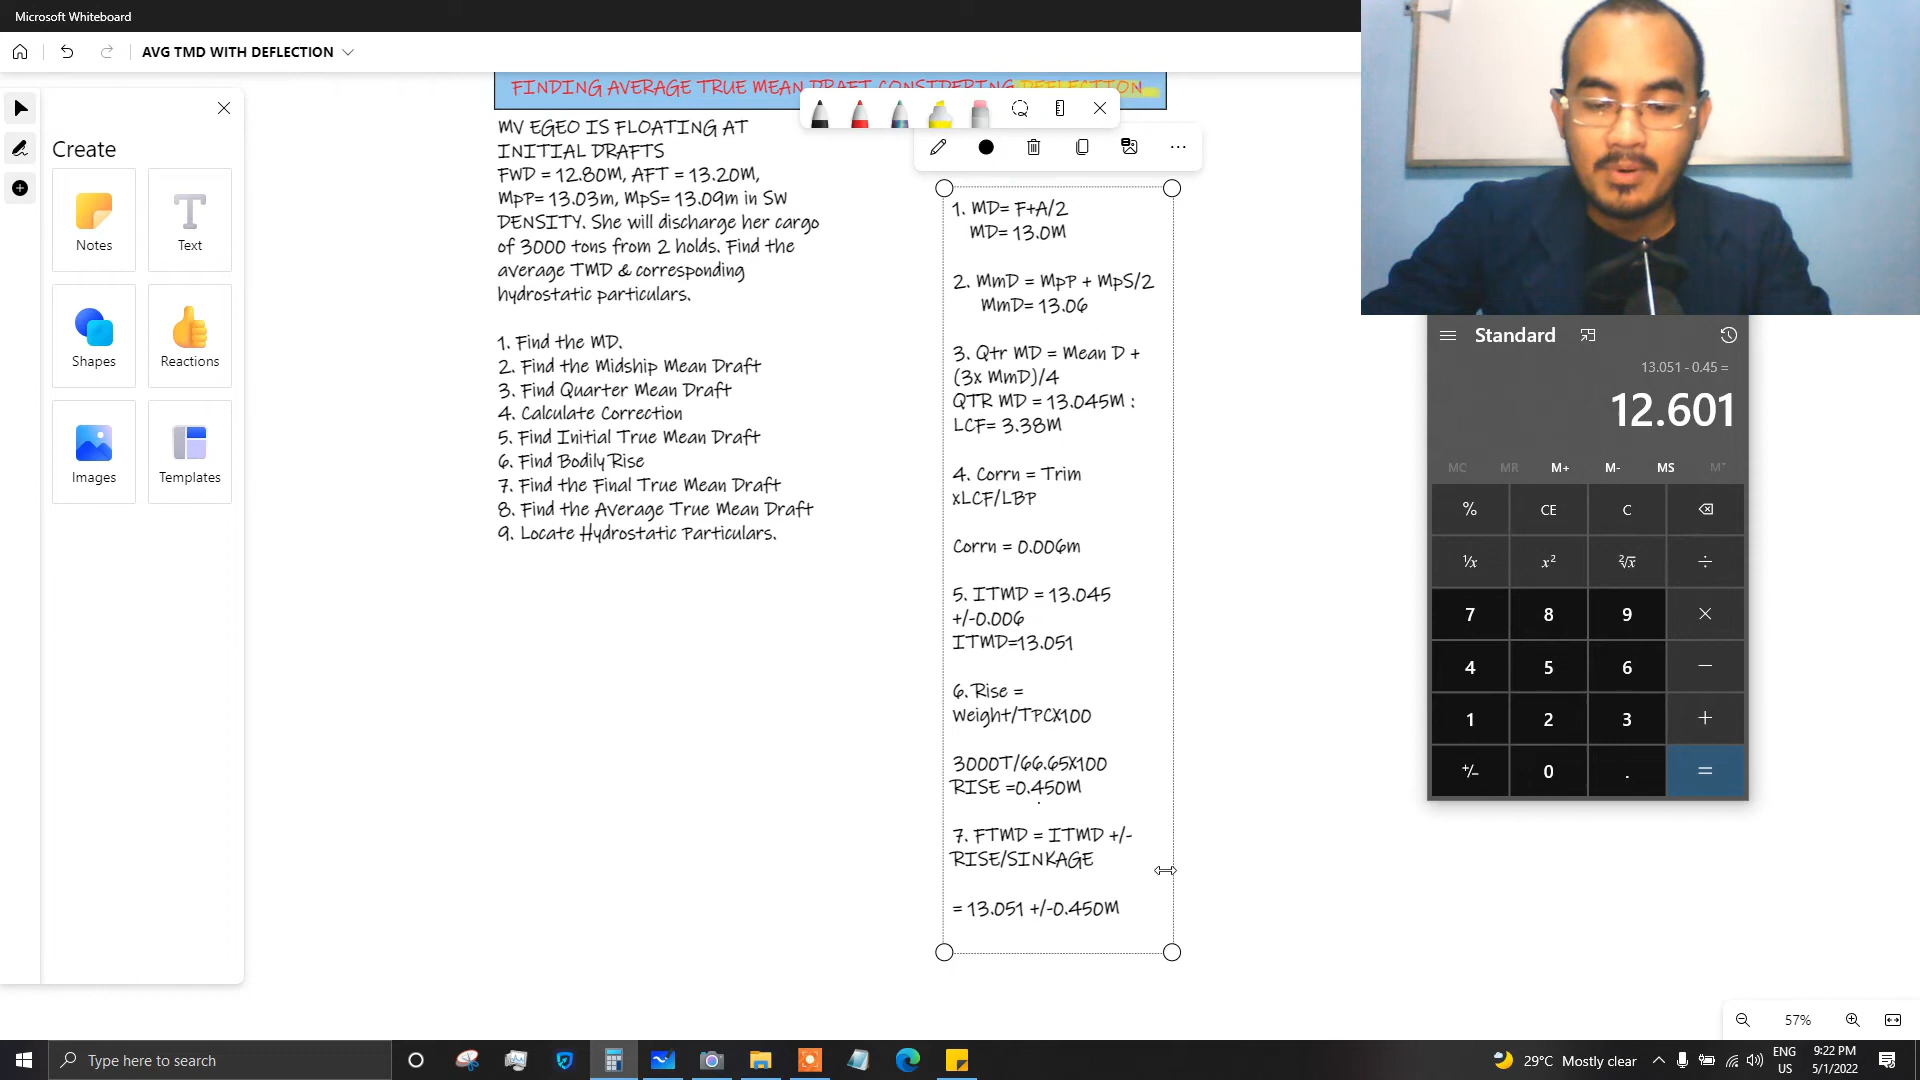 Microsoft Whiteboard
AVG TMD WITH DEFLECTION
Create
Notes
Text
Shapes
Reactions
Images
Templates
FINDING AVERAGE TRUE MEAN DRAFT CONSIDERING DEFLECTION
MV EGEO IS FLOATING AT
INITIAL DRAFTS
FWD = 12.80M, AFT = 13.20M,
MpP= 13.03m, MpS= 13.09m in SW
DENSITY. She will discharge her cargo
of 3000 tons from 2 holds. Find the
average TMD & corresponding
hydrostatic particulars.
1. Find the MD.
2. Find the Midship Mean Draft
3. Find Quarter Mean Draft
4. Calculate Correction
5. Find Initial True Mean Draft
6. Find Bodily Rise
7. Find the Final True Mean Draft
8. Find the Average True Mean Draft
9. Locate Hydrostatic Particulars.
1. MD= F+A/2
MD= 13.0M
2. MmD = MpP + MpS/2
MmD= 13.06
3. Qtr MD = Mean D +
(3x MmD)/4
QTR MD = 13.045M :
LCF= 3.38M
4. Corrn = Trim
xLCF/LBP
Corrn = 0.006m
5. ITMD = 13.045
+/-0.006
ITMD=13.051
6. Rise =
Weight/TPCX100
3000T/66.65X100
RISE =0.450M
7. FTMD = ITMD +/-
RISE/SINKAGE
= 13.051 +/-0.450M
Standard
13.051 - 0.45 =
12.601
MC MR M+ M- MS M˅
% CE C
¹/x x² ²√x ÷
7 8 9 ×
4 5 6 −
1 2 3 +
+/- 0 . =
57%
Type here to search
29°C Mostly clear
ENG
US
9:22 PM
5/1/2022